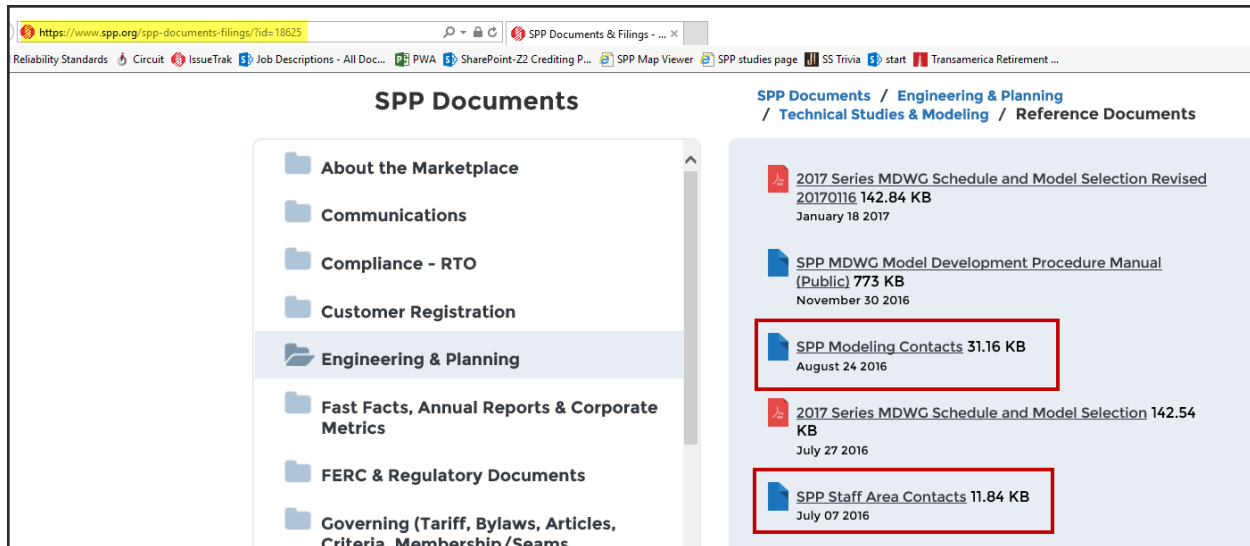 https://www.spp.org/spp-documents-filings/?id=18625
SPP Documents & Filings - ...
Reliability Standards
Circuit
IssueTrak
Job Descriptions - All Doc...
PWA
SharePoint-Z2 Crediting P...
SPP Map Viewer
SPP studies page
SS Trivia
start
Transamerica Retirement ...
SPP Documents
About the Marketplace
Communications
Compliance - RTO
Customer Registration
Engineering & Planning
Fast Facts, Annual Reports & Corporate
Metrics
FERC & Regulatory Documents
Governing (Tariff, Bylaws, Articles,
Criteria, Membership/Seams
SPP Documents / Engineering & Planning
/ Technical Studies & Modeling / Reference Documents
2017 Series MDWG Schedule and Model Selection Revised
20170116 142.84 KB
January 18 2017
SPP MDWG Model Development Procedure Manual
(Public) 773 KB
November 30 2016
SPP Modeling Contacts 31.16 KB
August 24 2016
2017 Series MDWG Schedule and Model Selection 142.54
KB
July 27 2016
SPP Staff Area Contacts 11.84 KB
July 07 2016